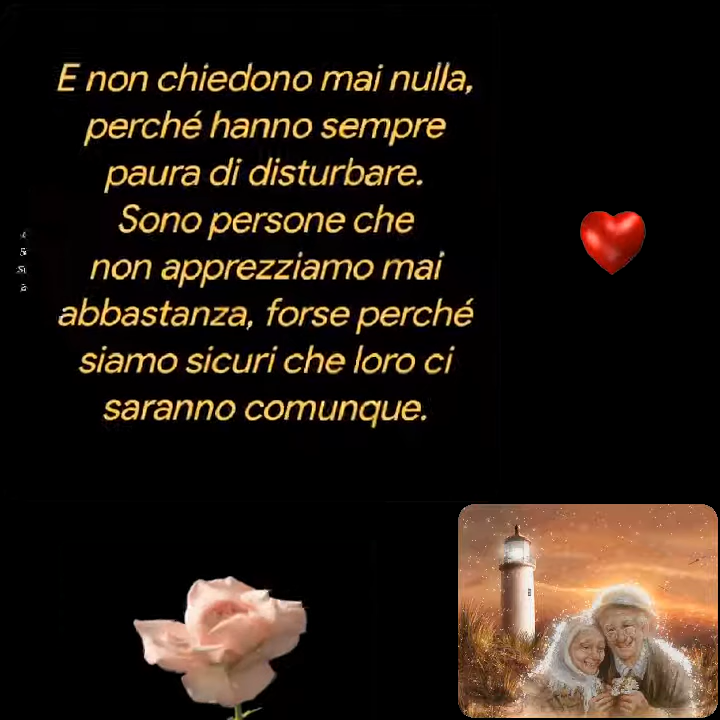 E non chiedono mai nulla,
perché hanno sempre
paura di disturbare.
Sono persone che
non apprezziamo mai
abbastanza, forse perché
siamo sicuri che loro ci
saranno comunque.